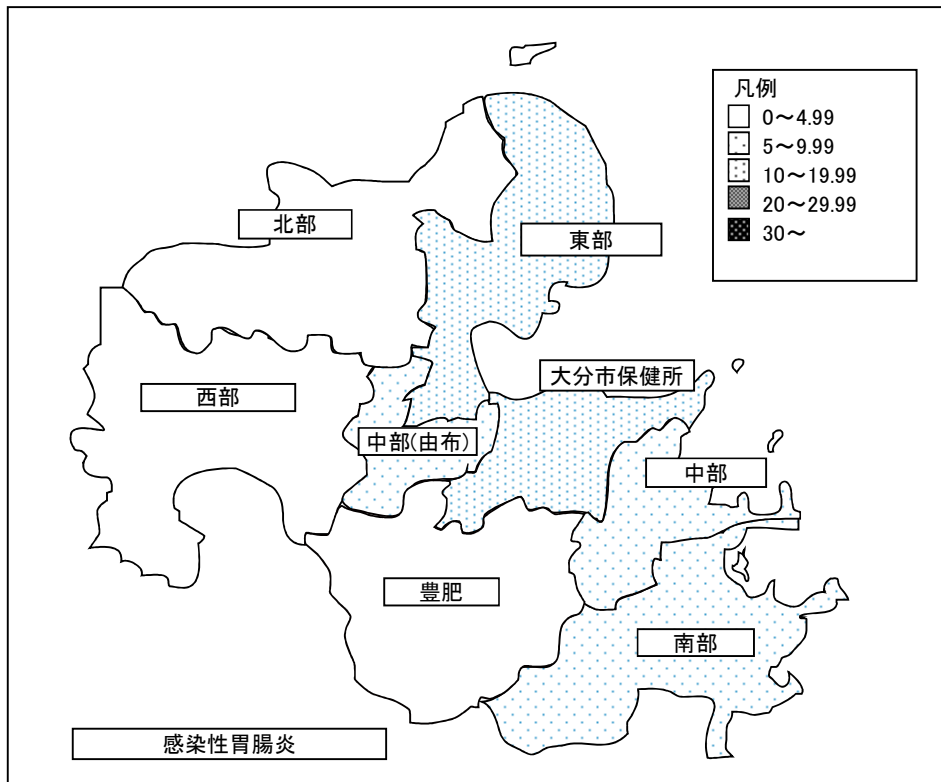 凡例
0～4.99
5～9.99
10～19.99
20～29.99
30～
北部
東部
大分市保健所
西部
中部(由布)
中部
豊肥
南部
感染性胃腸炎